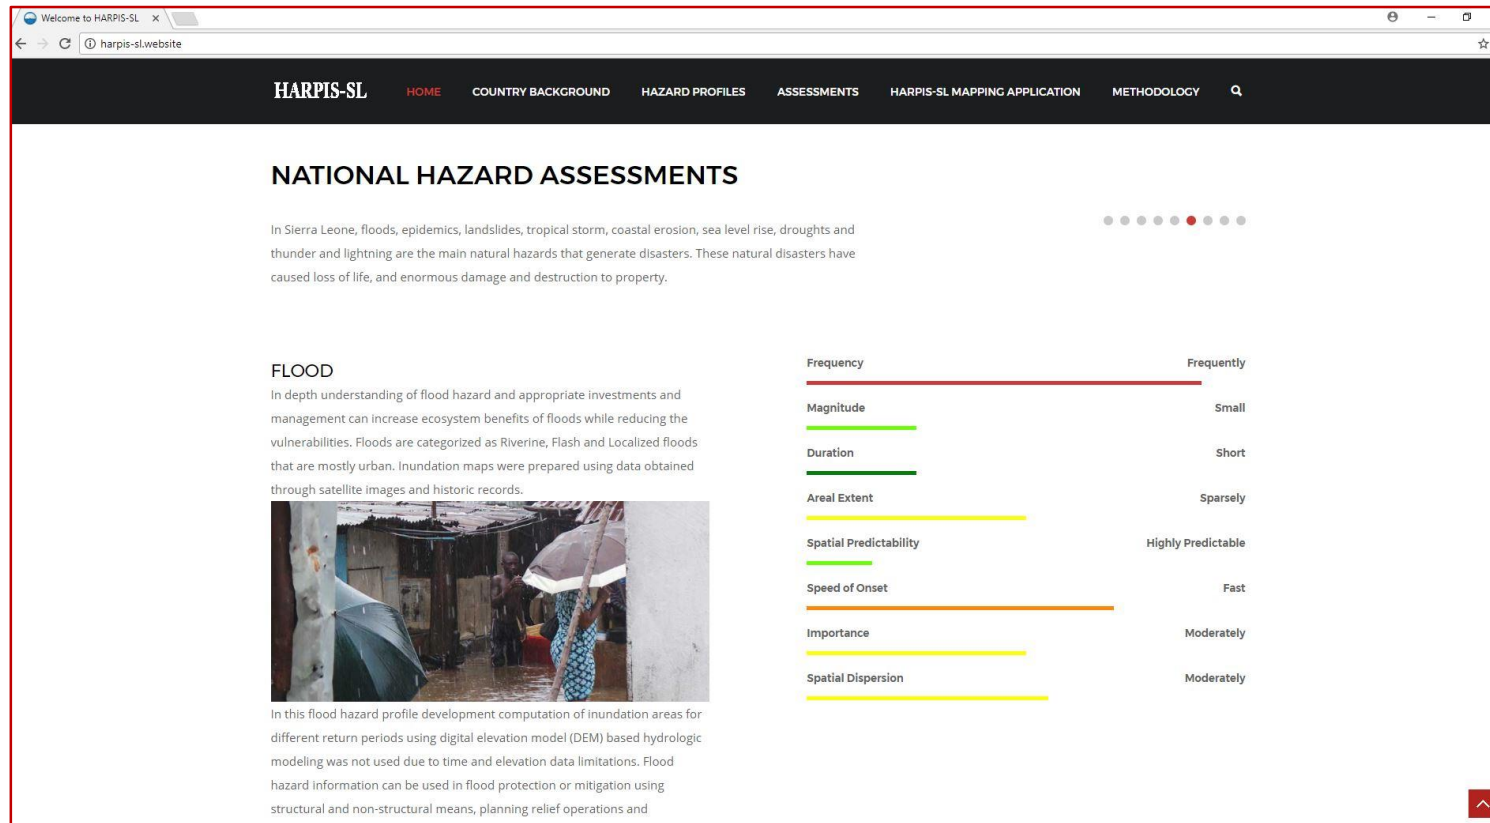 Welcome to HARPIS-SL
harpis-sl.website
HARPIS-SL HOME COUNTRY BACKGROUND HAZARD PROFILES ASSESSMENTS HARPIS-SL MAPPING APPLICATION METHODOLOGY
NATIONAL HAZARD ASSESSMENTS
In Sierra Leone, floods, epidemics, landslides, tropical storm, coastal erosion, sea level rise, droughts and
thunder and lightning are the main natural hazards that generate disasters. These natural disasters have
caused loss of life, and enormous damage and destruction to property.
FLOOD
In depth understanding of flood hazard and appropriate investments and
management can increase ecosystem benefits of floods while reducing the
vulnerabilities. Floods are categorized as Riverine, Flash and Localized floods
that are mostly urban. Inundation maps were prepared using data obtained
through satellite images and historic records.
In this flood hazard profile development computation of inundation areas for
different return periods using digital elevation model (DEM) based hydrologic
modeling was not used due to time and elevation data limitations. Flood
hazard information can be used in flood protection or mitigation using
structural and non-structural means, planning relief operations and
Frequency Frequently
Magnitude Small
Duration Short
Areal Extent Sparsely
Spatial Predictability Highly Predictable
Speed of Onset Fast
Importance Moderately
Spatial Dispersion Moderately